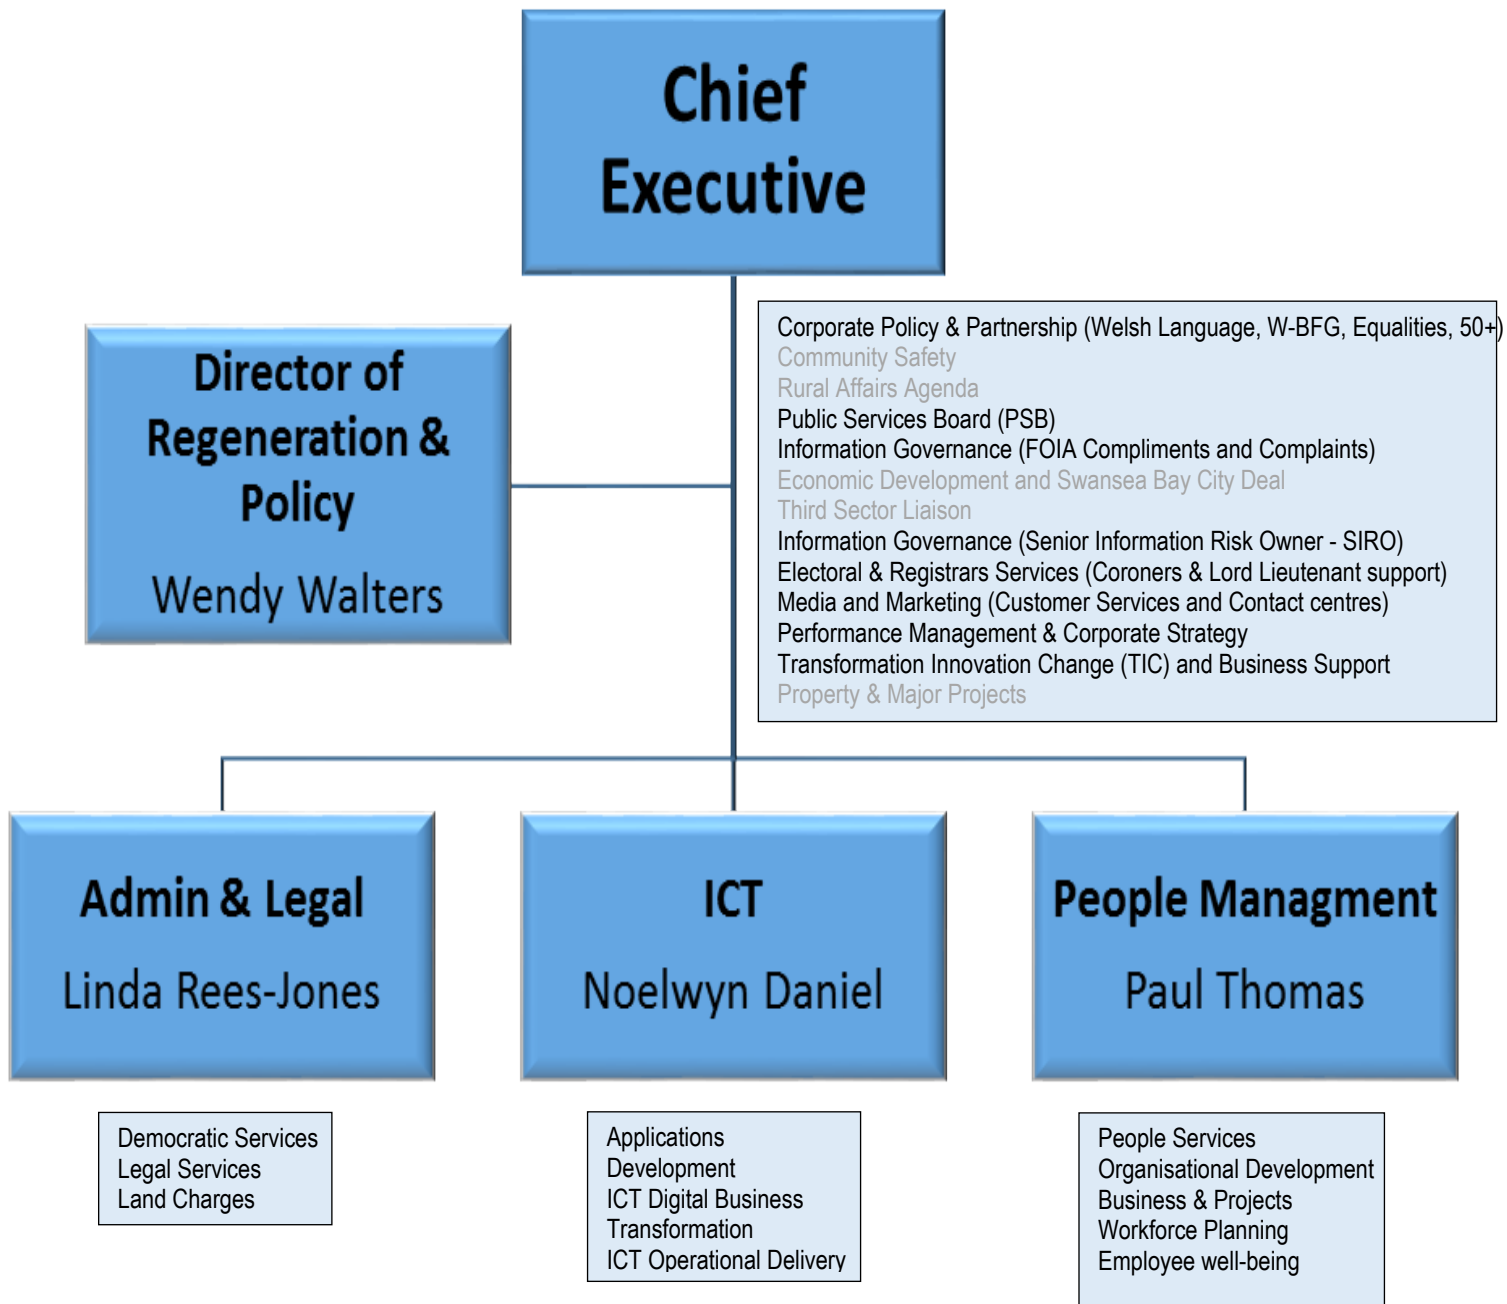 Chief
Executive
Director of
Regeneration &
Policy
Wendy Walters
Corporate Policy & Partnership (Welsh Language, W-BFG, Equalities, 50+)
Community Safety
Rural Affairs Agenda
Public Services Board (PSB)
Information Governance (FOIA Compliments and Complaints)
Economic Development and Swansea Bay City Deal
Third Sector Liaison
Information Governance (Senior Information Risk Owner - SIRO)
Electoral & Registrars Services (Coroners & Lord Lieutenant support)
Media and Marketing (Customer Services and Contact centres)
Performance Management & Corporate Strategy
Transformation Innovation Change (TIC) and Business Support
Property & Major Projects
Admin & Legal
Linda Rees-Jones
ICT
Noelwyn Daniel
People Managment
Paul Thomas
Democratic Services
Legal Services
Land Charges
Applications
Development
ICT Digital Business
Transformation
ICT Operational Delivery
People Services
Organisational Development
Business & Projects
Workforce Planning
Employee well-being